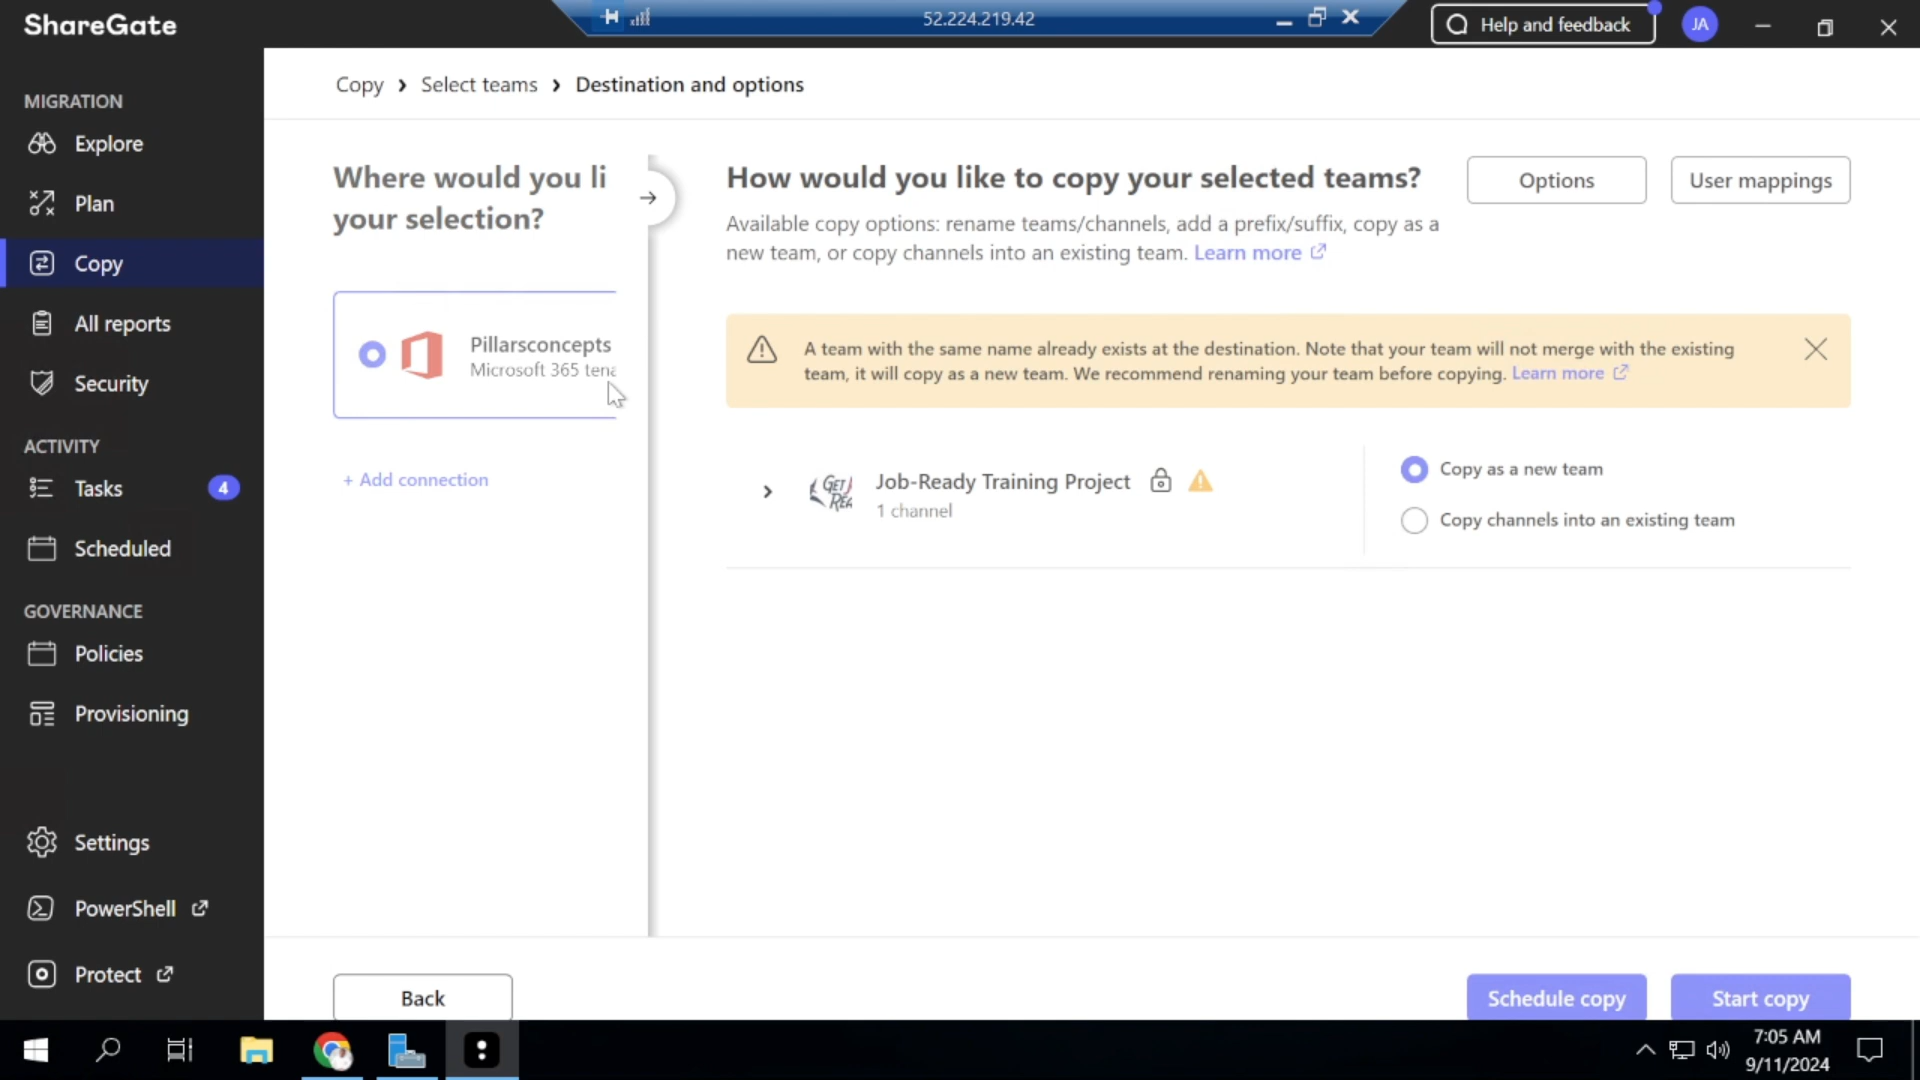 ShareGate
52.224.219.42
Help and feedback
JA
MIGRATION
Explore
Plan
Copy
All reports
Security
ACTIVITY
Tasks 4
Scheduled
GOVERNANCE
Policies
Provisioning
Settings
PowerShell
Protect
Copy > Select teams > Destination and options
Where would you li
your selection?
Pillarsconcepts
Microsoft 365 tena
+ Add connection
How would you like to copy your selected teams?
Options
User mappings
Available copy options: rename teams/channels, add a prefix/suffix, copy as a
new team, or copy channels into an existing team. Learn more
A team with the same name already exists at the destination. Note that your team will not merge with the existing
team, it will copy as a new team. We recommend renaming your team before copying. Learn more
GET
REA
Job-Ready Training Project
1 channel
Copy as a new team
Copy channels into an existing team
Back
Schedule copy
Start copy
7:05 AM
9/11/2024